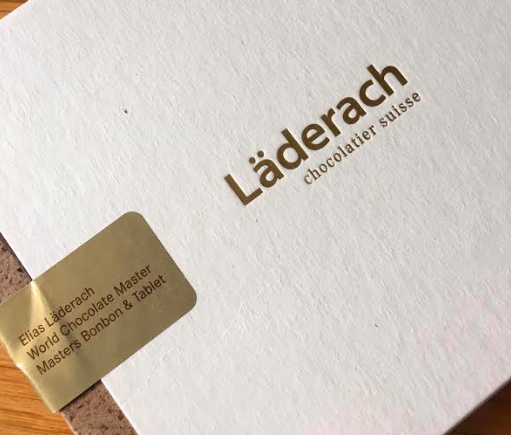 Läderach
chocolatier suisse
Elias Läderach
World Chocolate Master
Masters Bonbon & Tablet